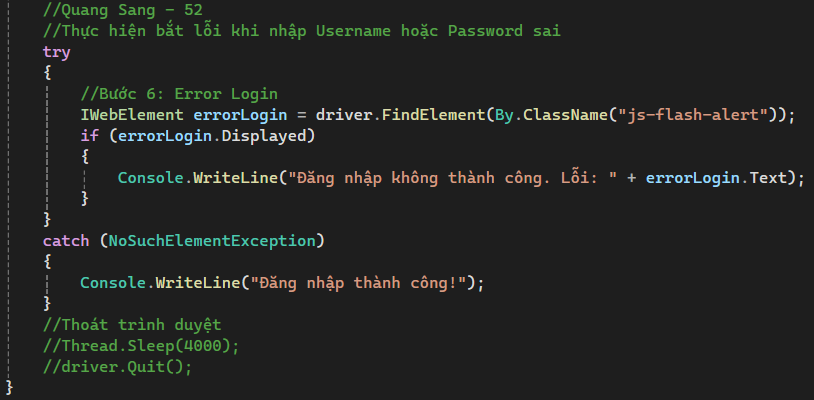 //Quang Sang - 52
//Thực hiện bắt lỗi khi nhập Username hoặc Password sai
try
{
//Bước 6: Error Login
IWebElement errorLogin = driver.FindElement(By.ClassName("js-flash-alert"));
if (errorLogin.Displayed)
{
Console.WriteLine("Đăng nhập không thành công. Lỗi: " + errorLogin.Text);
}
}
catch (NoSuchElementException)
{
Console.WriteLine("Đăng nhập thành công!");
}
//Thoát trình duyệt
//Thread.Sleep(4000);
//driver.Quit();
}